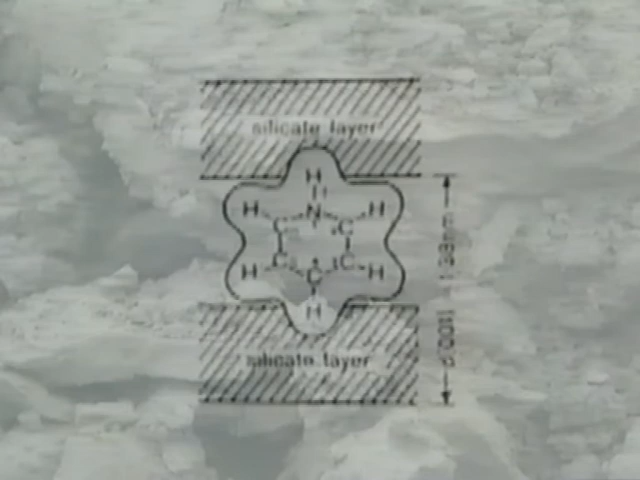 silicate layer
H
H N H
C C
C C
H C H
H
silicate layer
d(001) 1.38nm